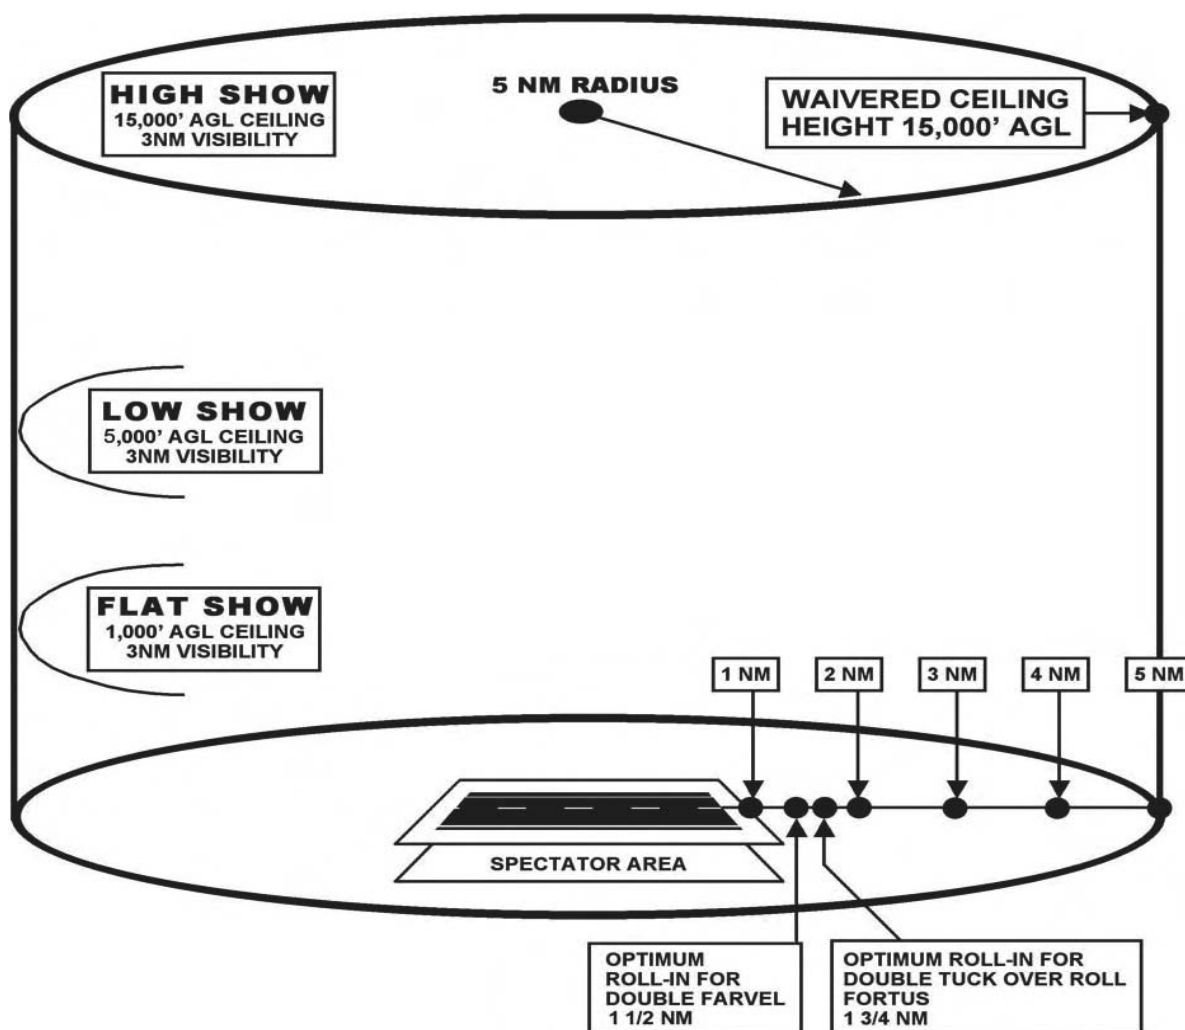 HIGH SHOW
15,000' AGL CEILING
3NM VISIBILITY
5 NM RADIUS
WAIVERED CEILING
HEIGHT 15,000' AGL
LOW SHOW
5,000' AGL CEILING
3NM VISIBILITY
FLAT SHOW
1,000' AGL CEILING
3NM VISIBILITY
1 NM
2 NM
3 NM
4 NM
5 NM
SPECTATOR AREA
OPTIMUM
ROLL-IN FOR
DOUBLE FARVEL
1 1/2 NM
OPTIMUM ROLL-IN FOR
DOUBLE TUCK OVER ROLL
FORTUS
1 3/4 NM